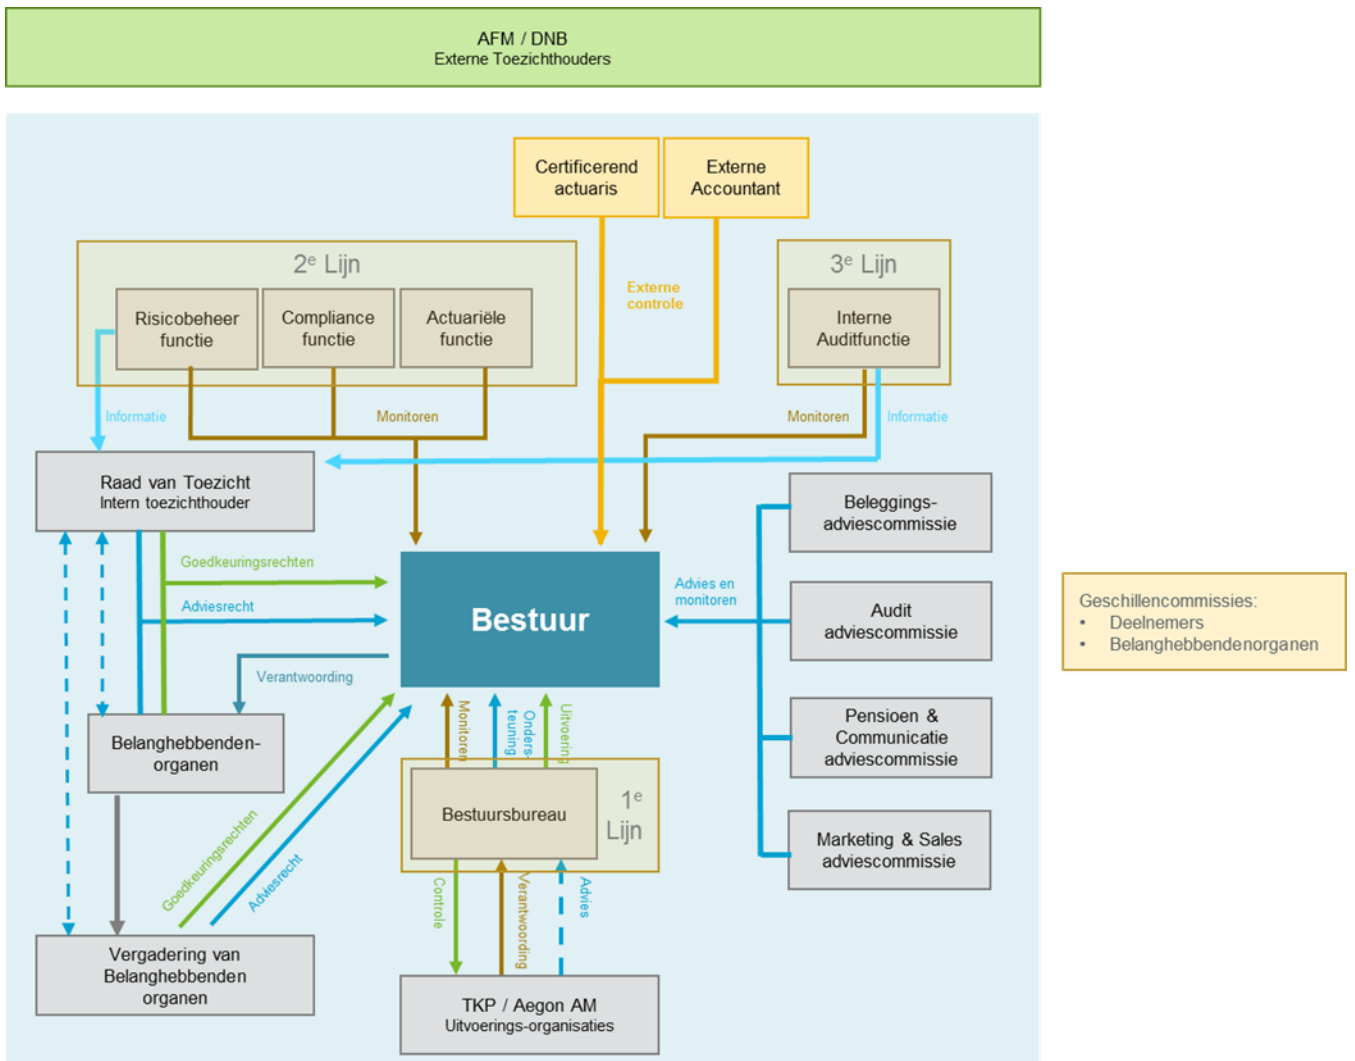 AFM / DNB
Externe Toezichthouders
Certificerend
actuaris
Externe
Accountant
2e Lijn
3e Lijn
Risicobeheer
functie
Compliance
functie
Actuariële
functie
Externe
controle
Interne
Auditfunctie
Informatie
Monitoren
Monitoren
Informatie
Raad van Toezicht
Intern toezichthouder
Beleggings-
adviescommissie
Goedkeuringsrechten
Adviesrecht
Bestuur
Advies en
monitoren
Audit
adviescommissie
Geschillencommissies:
• Deelnemers
• Belanghebbendenorganen
Verantwoording
Belanghebbenden-
organen
Monitoren
Onders-
teuning
Uitvoering
Pensioen &
Communicatie
adviescommissie
Goedkeuringsrechten
Adviesrecht
Bestuursbureau
1e
Lijn
Marketing & Sales
adviescommissie
Controle
Verantwoording
Advies
Vergadering van
Belanghebbenden
organen
TKP / Aegon AM
Uitvoerings-organisaties